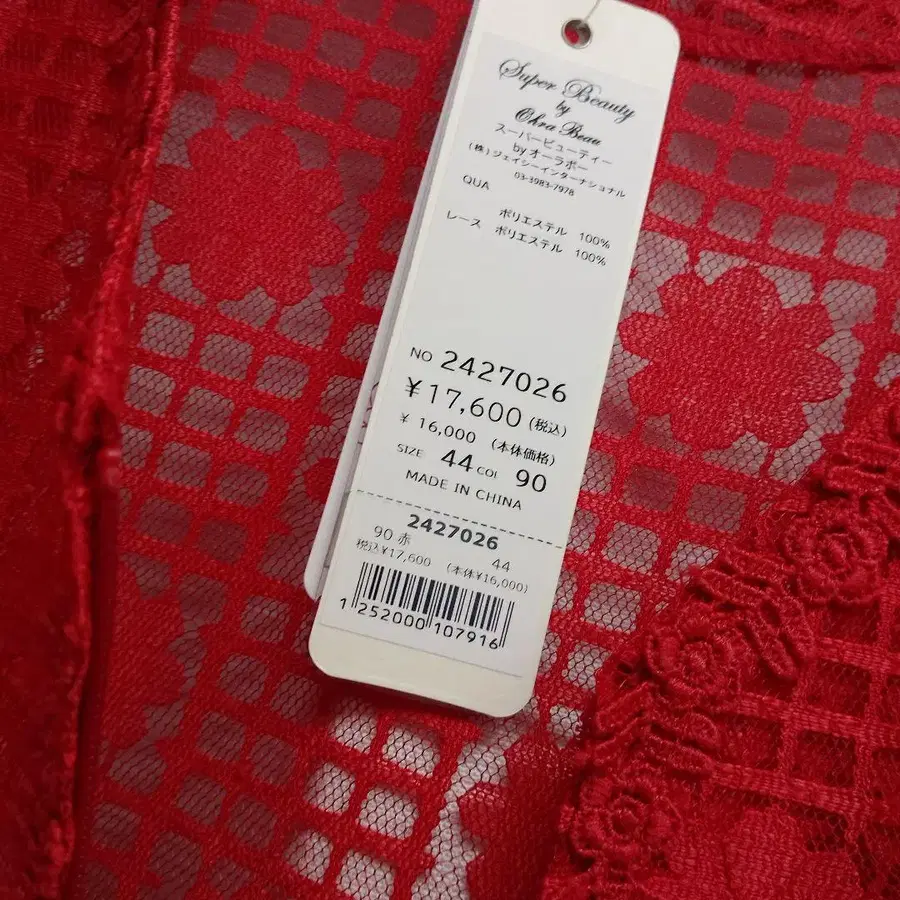 Super Beauty
by
Ohra Beau
スーパービューティー
by オーラボー
(株)ジェイシーインターナショナル
03-3983-7978
QUA
ポリエステル 100%
レース ポリエステル 100%
NO 2427026
¥17,600(税込)
¥ 16,000 (本体価格)
SIZE 44 COl 90
MADE IN CHINA
2427026
90 赤 44
税込¥17,600 (本体¥16,000)
1 252000 107916